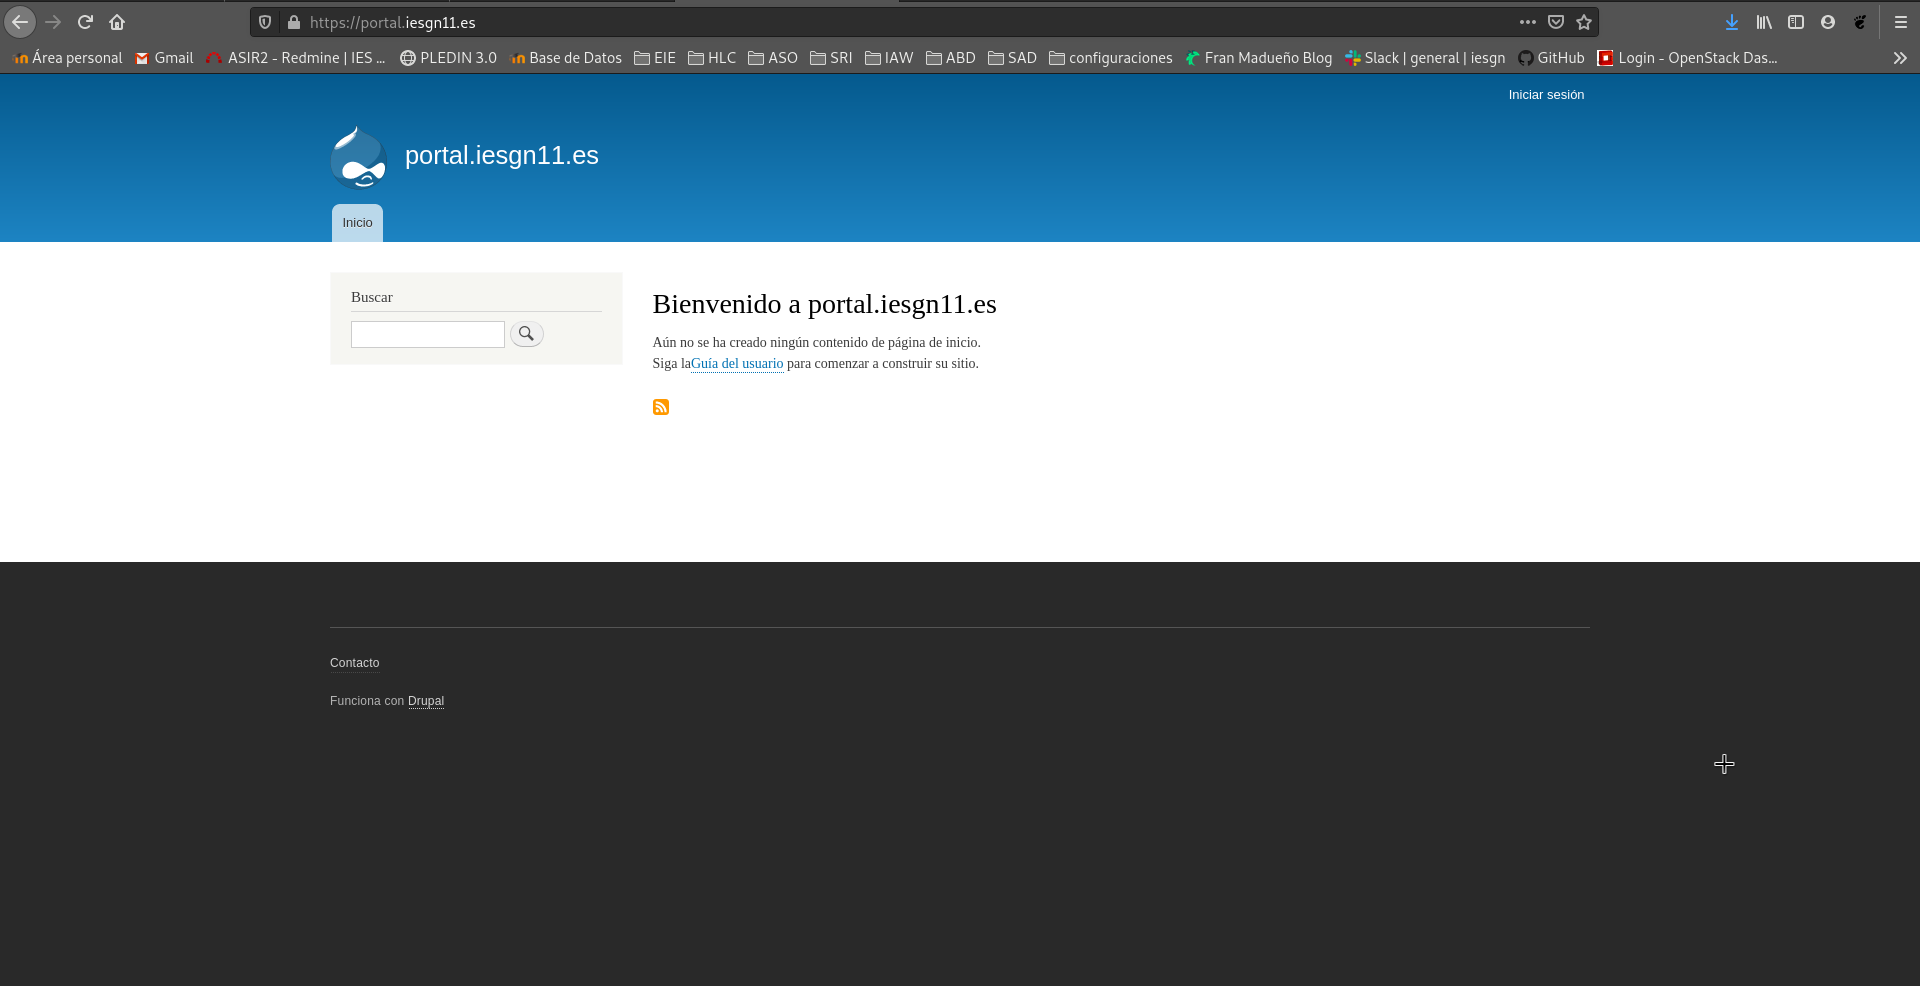 https://portal.iesgn11.es
Área personal Gmail ASIR2 - Redmine | IES ... PLEDIN 3.0 Base de Datos EIE HLC ASO SRI IAW ABD SAD configuraciones Fran Madueño Blog Slack | general | iesgn GitHub Login - OpenStack Das...
Iniciar sesión
portal.iesgn11.es
Inicio
Buscar
Bienvenido a portal.iesgn11.es
Aún no se ha creado ningún contenido de página de inicio.
Siga laGuía del usuario para comenzar a construir su sitio.
Contacto
Funciona con Drupal